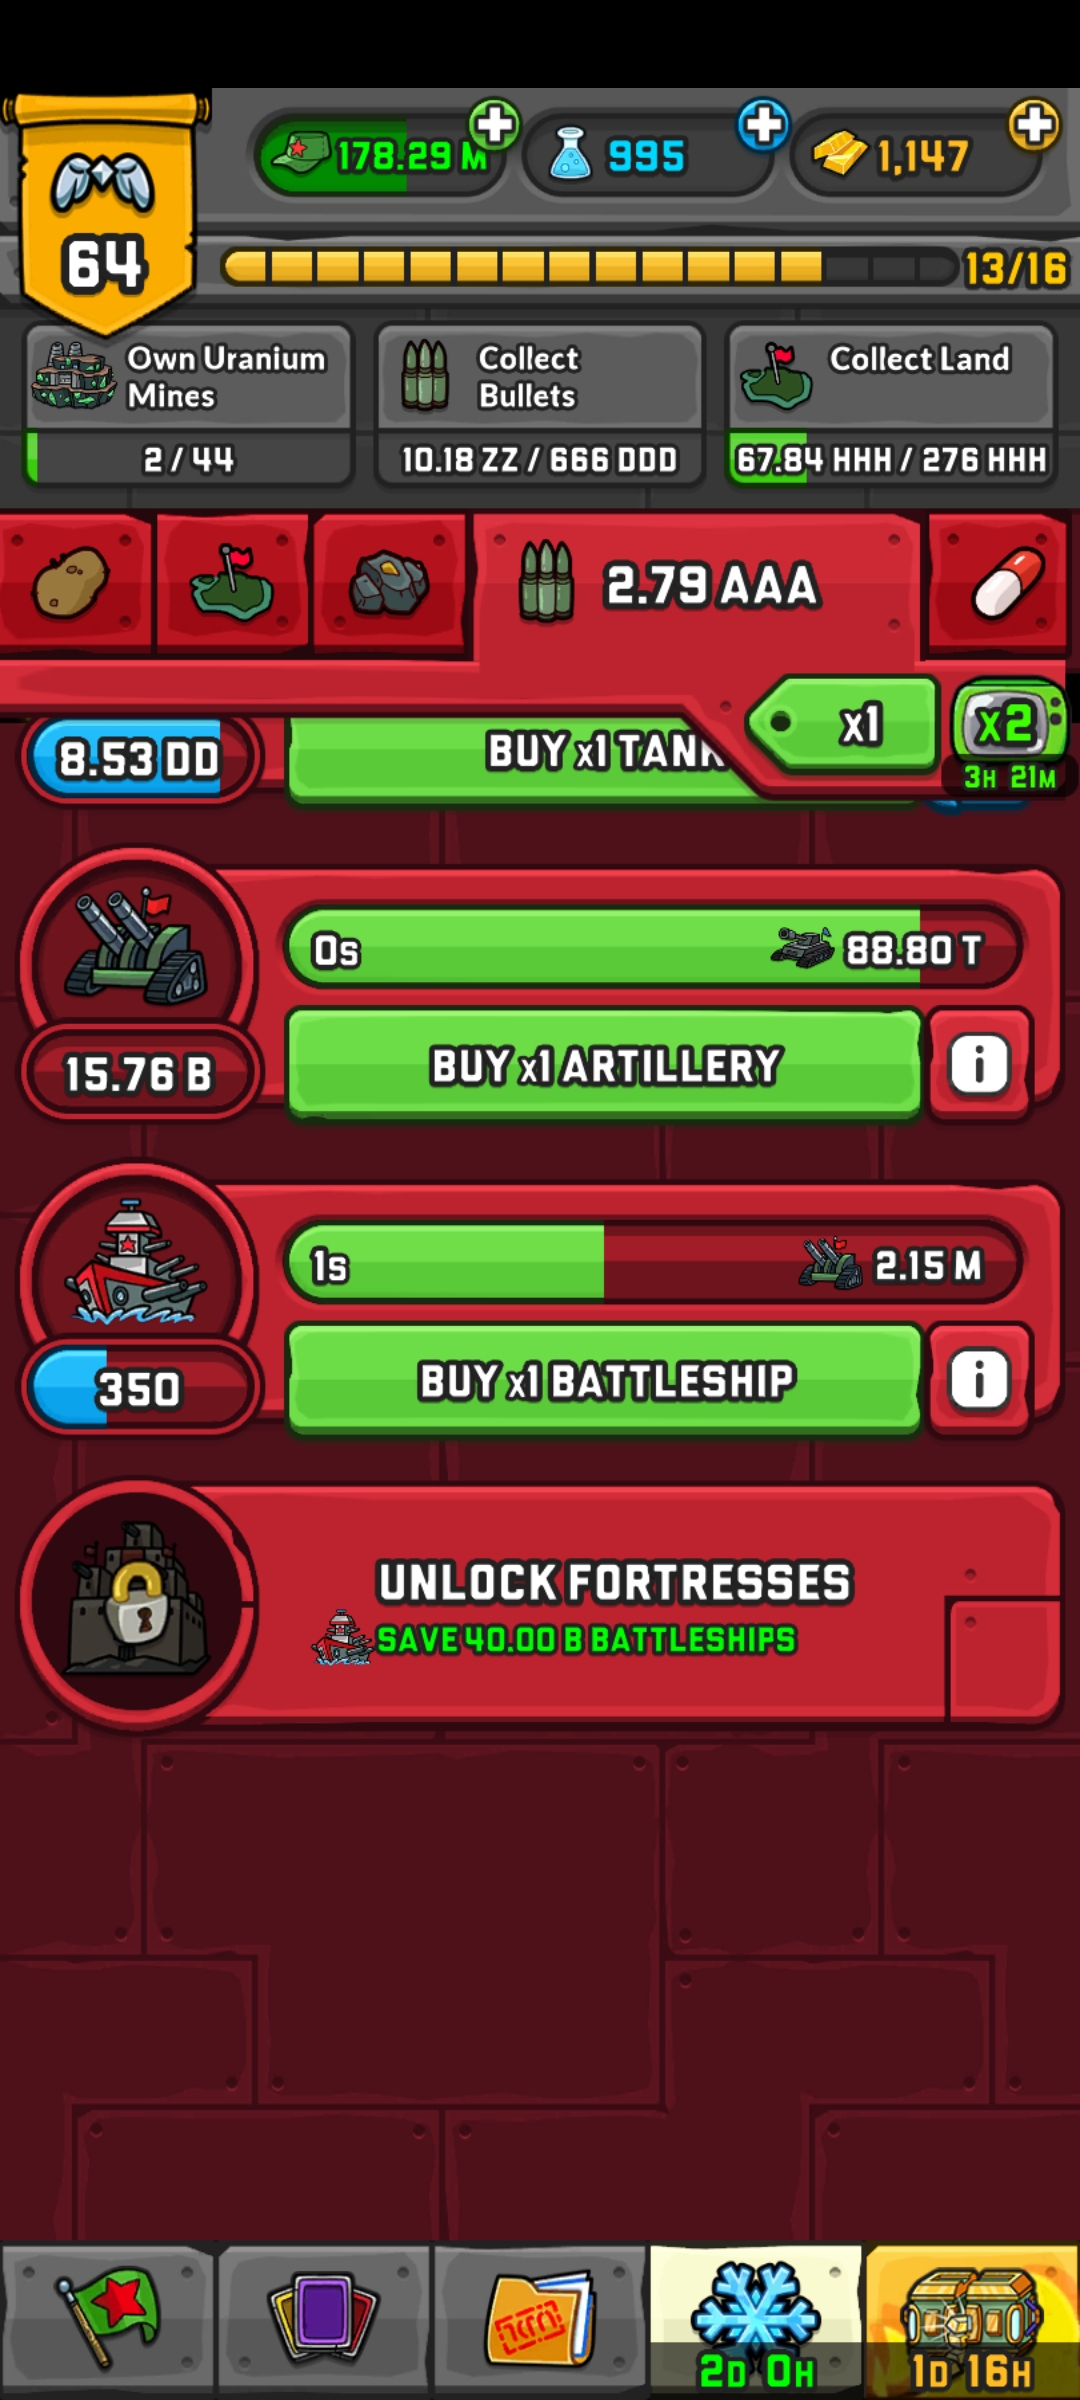 178.29 M
995
1,147
64
13/16
Own Uranium
Mines
Collect
Bullets
Collect Land
2 / 44
10.18 ZZ / 666 DDD
67.84 HHH / 276 HHH
2.79 AAA
x1
x2
3H 21M
8.53 DD
BUY x1 TANK
0s
88.80 T
15.76 B
BUY x1 ARTILLERY
i
1s
2.15 M
350
BUY x1 BATTLESHIP
i
UNLOCK FORTRESSES
SAVE 40.00 B BATTLESHIPS
2D 0H
1D 16H